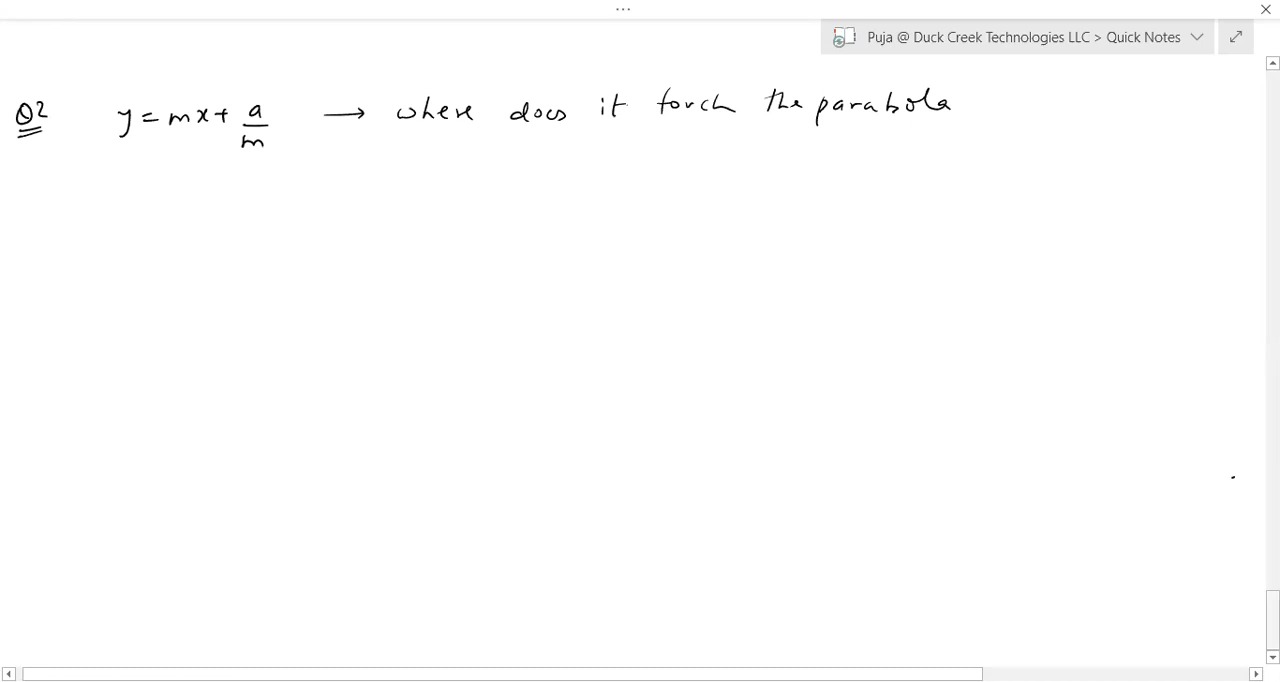 ...
Puja @ Duck Creek Technologies LLC > Quick Notes
Q2 y = mx + a/m → where does it touch the parabola